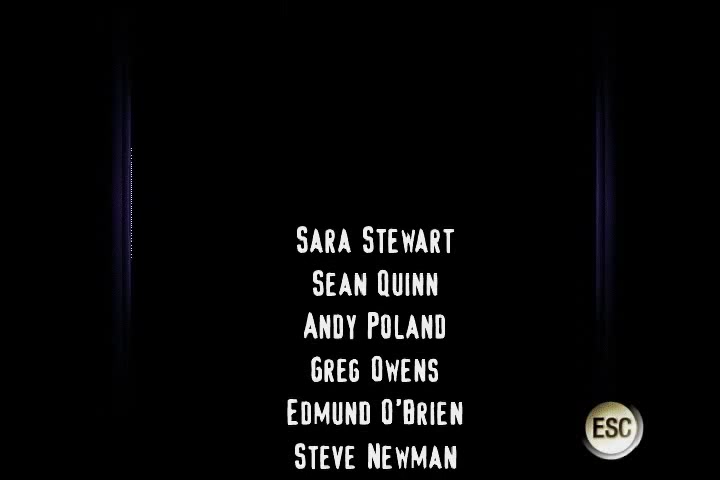 Sara Stewart
Sean Quinn
Andy Poland
Greg Owens
Edmund O'Brien
Steve Newman
ESC